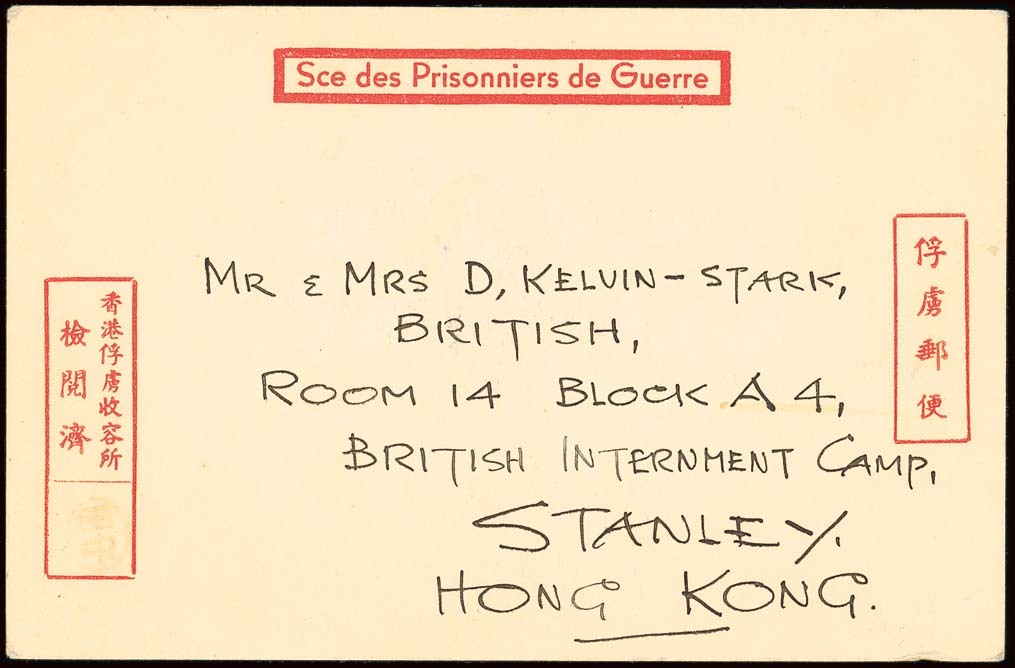 Sce des Prisonniers de Guerre
俘虜郵便
MR & MRS D, KELVIN-STARK,
BRITISH,
ROOM 14 BLOCK A 4,
BRITISH INTERNMENT CAMP,
STANLEY.
HONG KONG.
香港俘虜收容所
檢閲濟